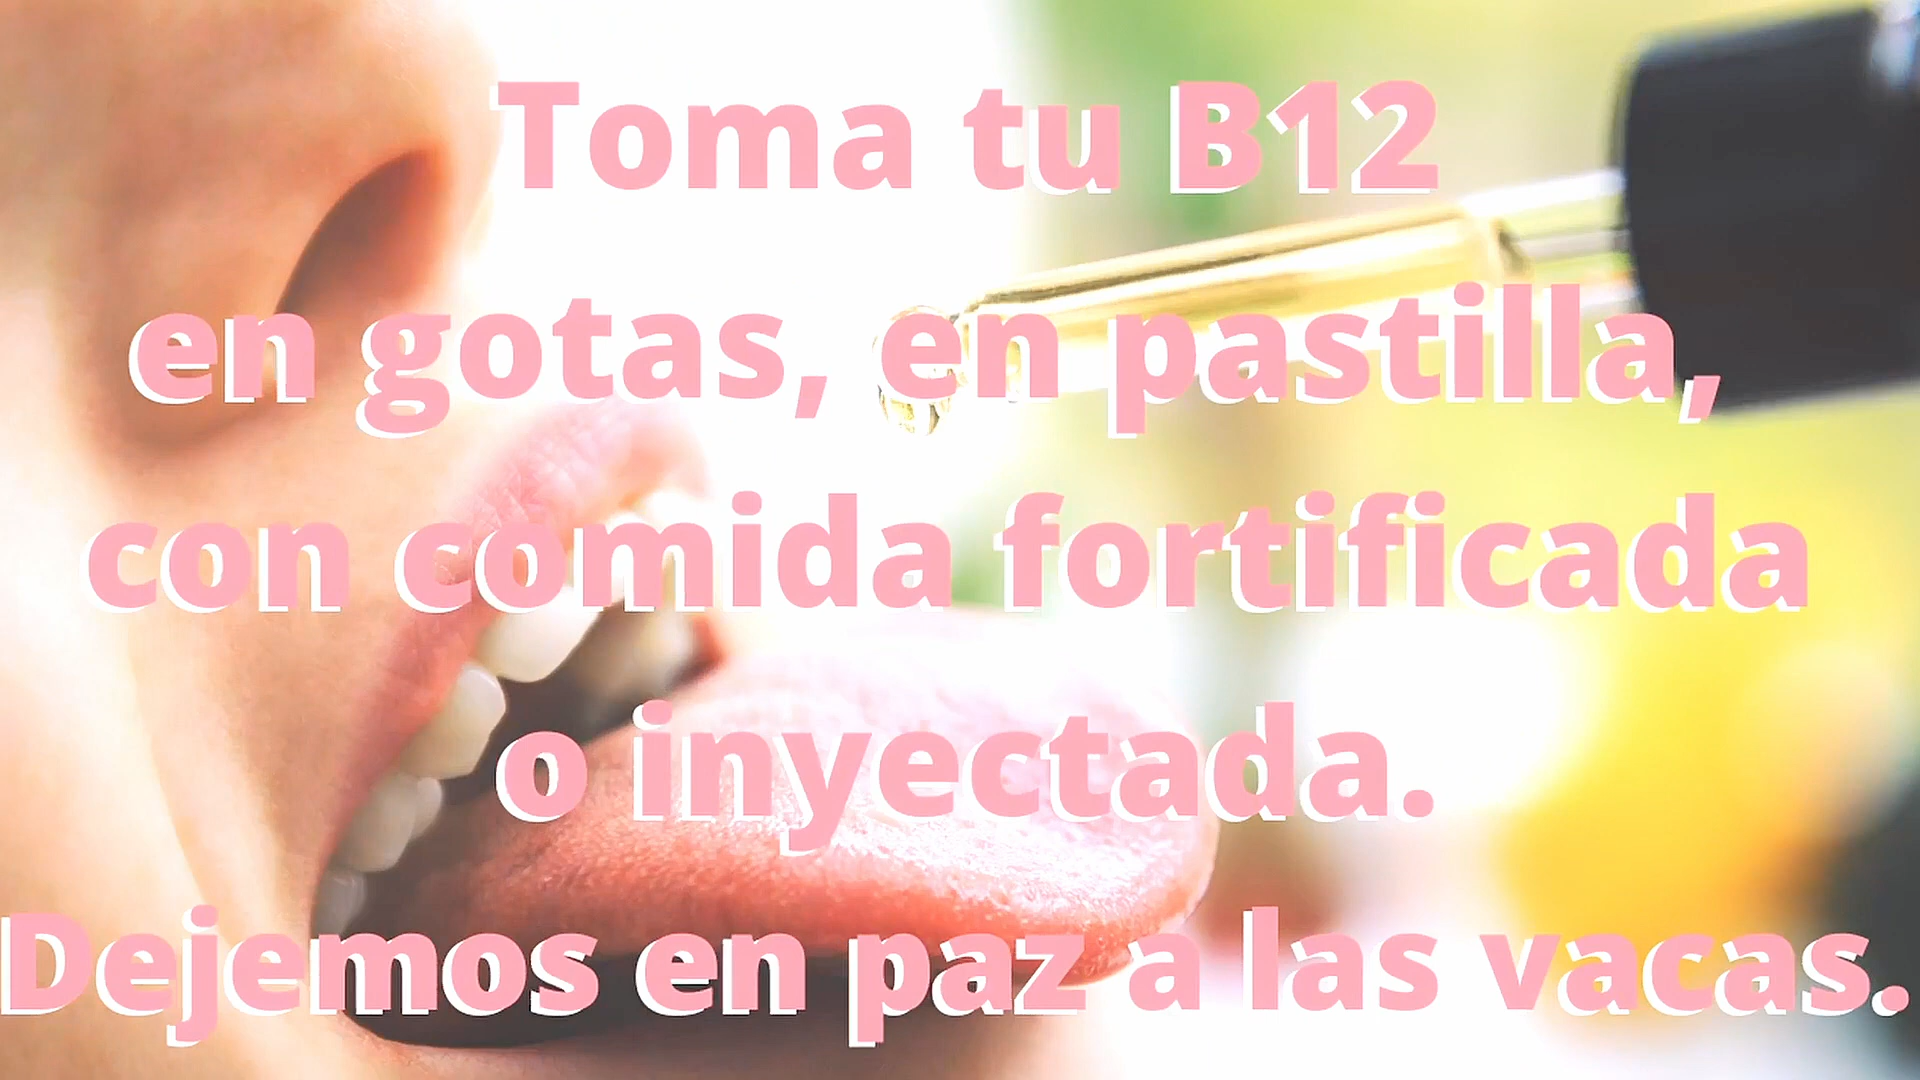 Toma tu B12
en gotas, en pastilla,
con comida fortificada
o inyectada.
Dejemos en paz a las vacas.